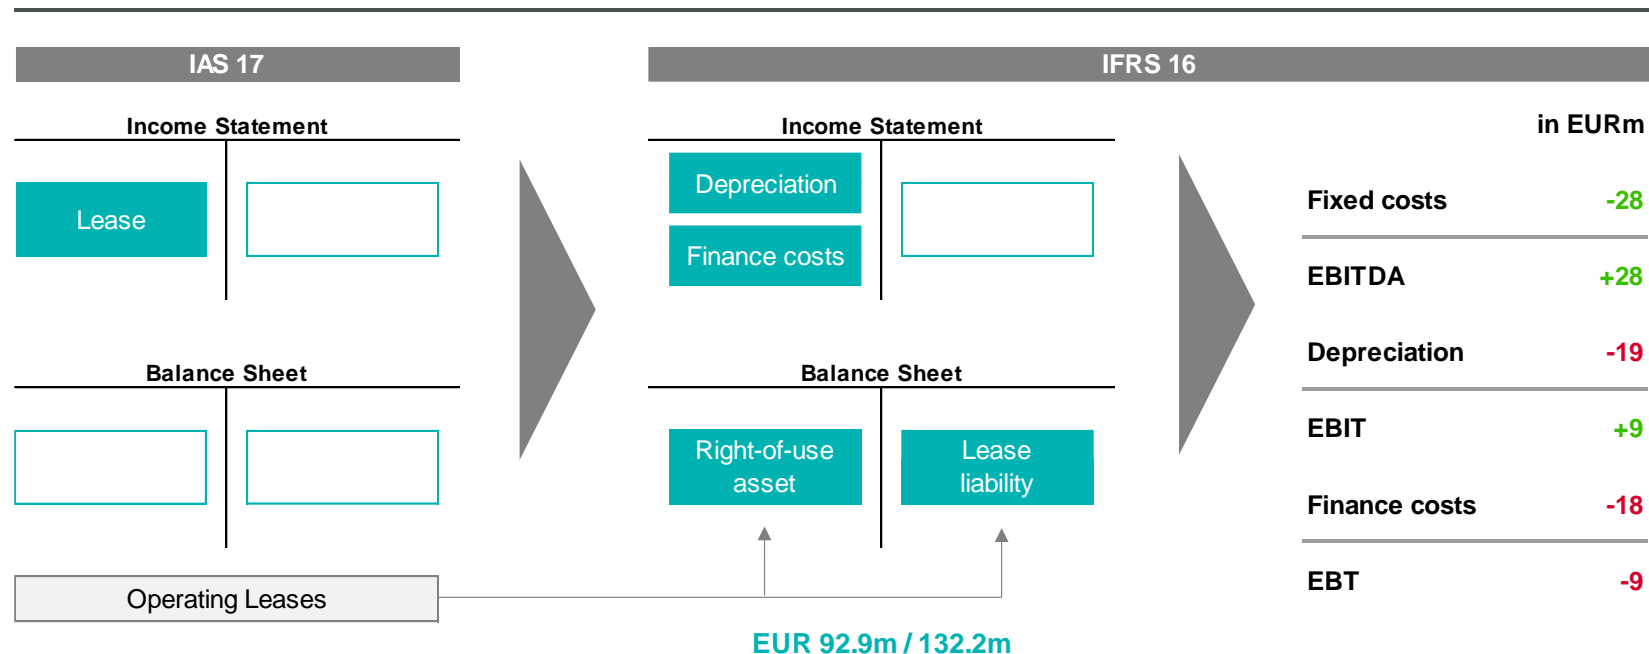 IAS 17
IFRS 16
Income Statement
Lease
Balance Sheet
Operating Leases
Income Statement
Depreciation
Finance costs
Balance Sheet
Right-of-use
asset
Lease
liability
EUR 92.9m / 132.2m
in EURm
Fixed costs -28
EBITDA +28
Depreciation -19
EBIT +9
Finance costs -18
EBT -9